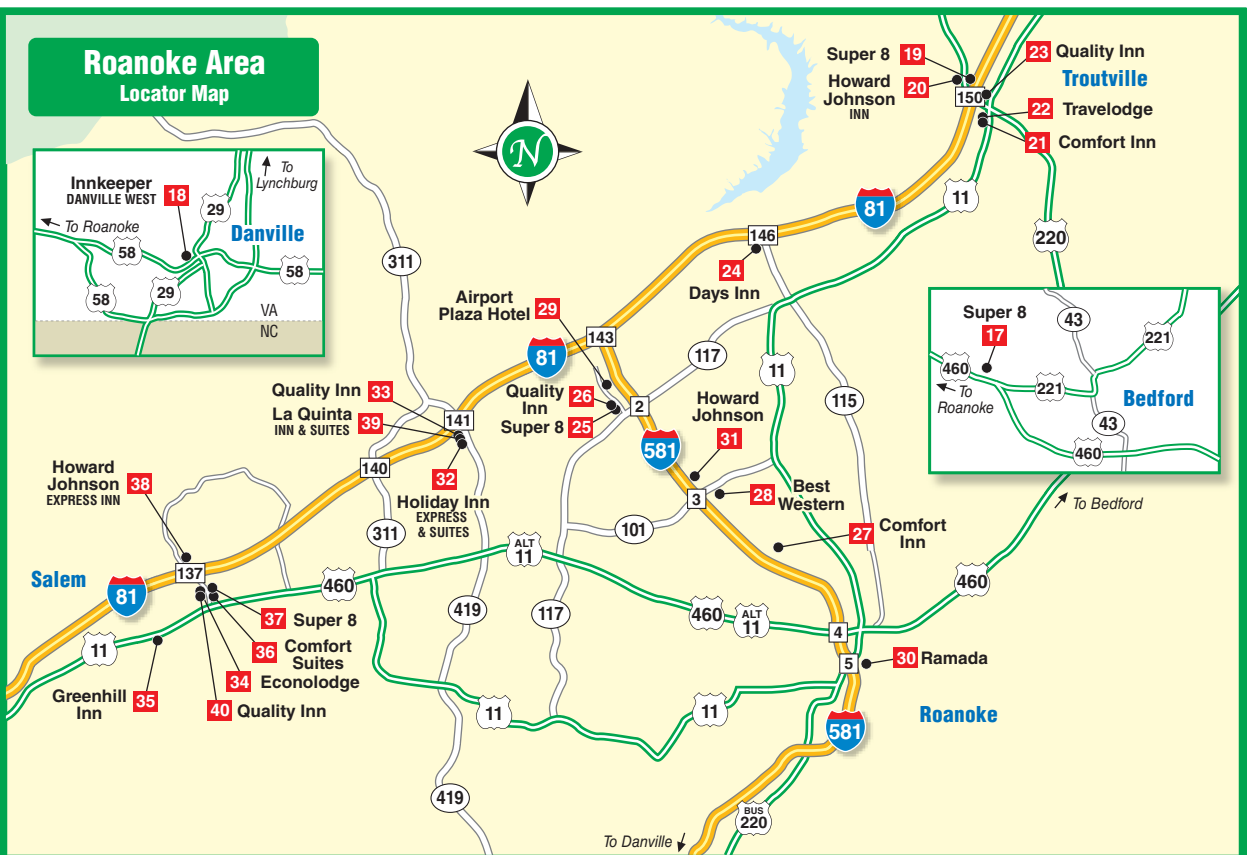 Roanoke Area
Locator Map
N
Super 8 19
Howard
Johnson
INN
20
150
23 Quality Inn
Troutville
22 Travelodge
21 Comfort Inn
To
Lynchburg
Innkeeper
DANVILLE WEST
18
29
To Roanoke
Danville
58
58
58
29
VA
NC
311
11
81
220
146
24
Days Inn
Airport
Plaza Hotel
29
143
81
117
11
115
Super 8
17
43
221
460
To
Roanoke
221
Bedford
43
460
To Bedford
Quality Inn 33
La Quinta
INN & SUITES
39
141
140
32
Holiday Inn
EXPRESS
& SUITES
Quality
Inn
26
Super 8 25
2
581
Howard
Johnson
31
3
28 Best
Western
101
27
Comfort
Inn
Howard
Johnson
EXPRESS INN
38
311
ALT
11
137
Salem
81
460
460
ALT
11
460
419
117
4
37 Super 8
36 Comfort
Suites
34 Econolodge
40 Quality Inn
11
Greenhill
Inn
35
5
30 Ramada
11
11
Roanoke
581
419
BUS
220
To Danville